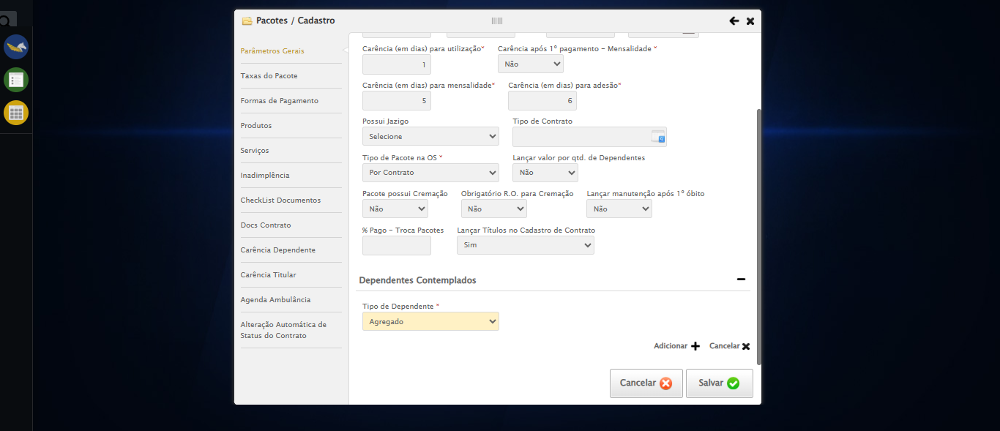 Pacotes / Cadastro
Parâmetros Gerais
Taxas do Pacote
Formas de Pagamento
Produtos
Serviços
Inadimplência
CheckList Documentos
Docs Contrato
Carência Dependente
Carência Titular
Agenda Ambulância
Alteração Automática de
Status do Contrato
Carência (em dias) para utilização* Carência após 1º pagamento - Mensalidade *
1 Não
Carência (em dias) para mensalidade* Carência (em dias) para adesão*
5 6
Possui Jazigo Tipo de Contrato
Selecione
Tipo de Pacote na OS * Lançar valor por qtd. de Dependentes
Por Contrato Não
Pacote possui Cremação Obrigatório R.O. para Cremação Lançar manutenção após 1º óbito
Não Não Não
% Pago - Troca Pacotes Lançar Títulos no Cadastro de Contrato
Sim
Dependentes Contemplados
Tipo de Dependente *
Agregado
Adicionar Cancelar
Cancelar Salvar